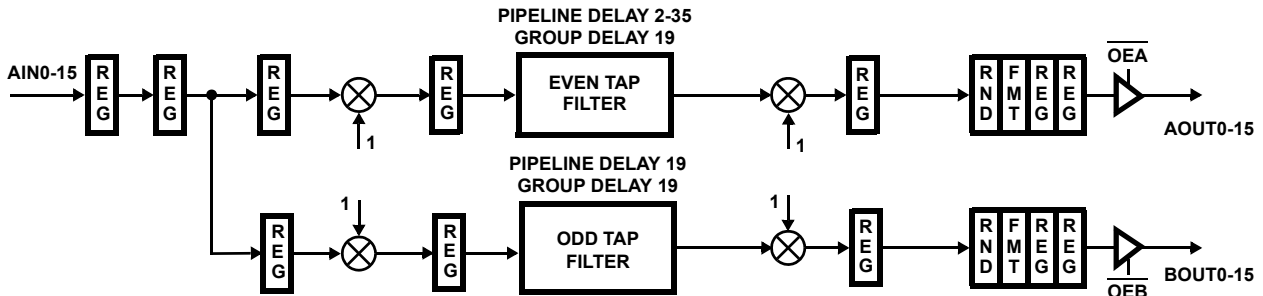 PIPELINE DELAY 2-35
GROUP DELAY 19
AIN0-15
REG
REG
REG
1
REG
EVEN TAP
FILTER
1
REG
RND
FMT
REG
REG
OEA
AOUT0-15
PIPELINE DELAY 19
GROUP DELAY 19
REG
1
REG
ODD TAP
FILTER
1
REG
RND
FMT
REG
REG
OEB
BOUT0-15